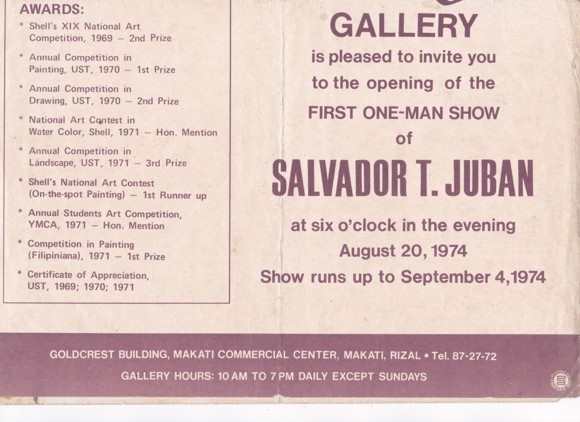 AWARDS:
* Shell's XIX National Art
Competition, 1969 — 2nd Prize
* Annual Competition in
Painting, UST, 1970 — 1st Prize
* Annual Competition in
Drawing, UST, 1970 — 2nd Prize
* National Art Contest in
Water Color, Shell, 1971 — Hon. Mention
* Annual Competition in
Landscape, UST, 1971 — 3rd Prize
* Shell's National Art Contest
(On-the-spot Painting) — 1st Runner up
* Annual Students Art Competition,
YMCA, 1971 — Hon. Mention
* Competition in Painting
(Filipiniana), 1971 — 1st Prize
* Certificate of Appreciation,
UST, 1969; 1970; 1971
GALLERY
is pleased to invite you
to the opening of the
FIRST ONE-MAN SHOW
of
SALVADOR T. JUBAN
at six o'clock in the evening
August 20, 1974
Show runs up to September 4,1974
GOLDCREST BUILDING, MAKATI COMMERCIAL CENTER, MAKATI, RIZAL • Tel. 87-27-72
GALLERY HOURS: 10 AM TO 7 PM DAILY EXCEPT SUNDAYS